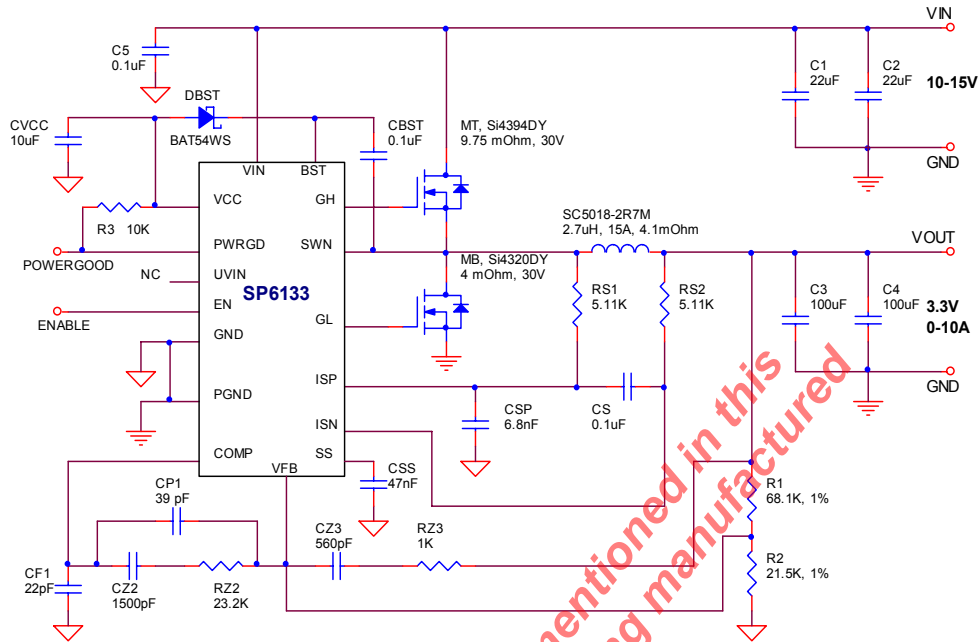 VIN
C5
0.1uF
C1
22uF
C2
22uF
10-15V
DBST
CVCC
10uF
BAT54WS
CBST
0.1uF
MT, Si4394DY
9.75 mOhm, 30V
GND
VIN
BST
VCC
GH
SC5018-2R7M
2.7uH, 15A, 4.1mOhm
R3 10K
PWRGD
SWN
VOUT
POWERGOOD
MB, Si4320DY
4 mOhm, 30V
NC
UVIN
SP6133
RS1
5.11K
RS2
5.11K
C3
100uF
C4
100uF
3.3V
0-10A
EN
ENABLE
GL
GND
ISP
GND
PGND
CSP
6.8nF
CS
0.1uF
ISN
COMP
VFB
SS
CSS
47nF
CP1
39 pF
R1
68.1K, 1%
CZ3
560pF
RZ3
1K
CF1
22pF
CZ2
1500pF
RZ2
23.2K
R2
21.5K, 1%
mentioned in this
ng manufactured